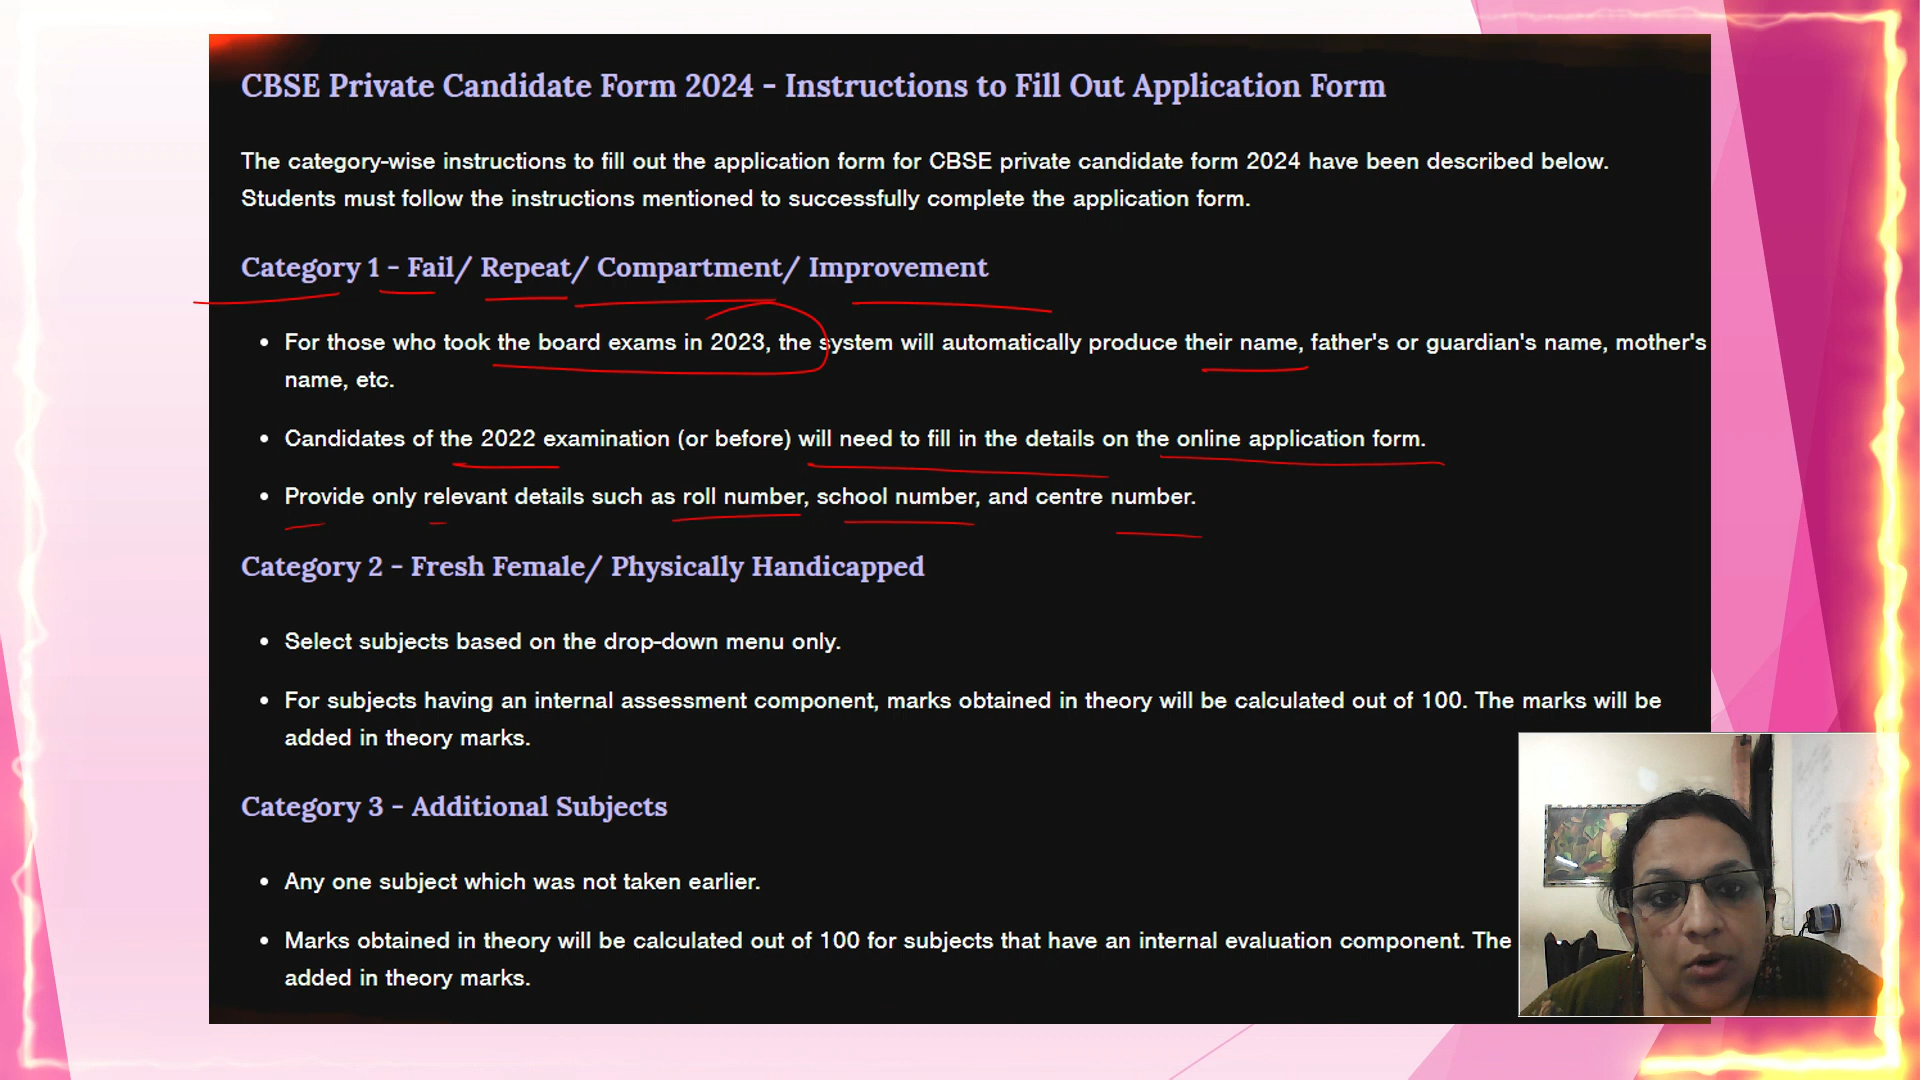 CBSE Private Candidate Form 2024 - Instructions to Fill Out Application Form
The category-wise instructions to fill out the application form for CBSE private candidate form 2024 have been described below.
Students must follow the instructions mentioned to successfully complete the application form.
Category 1 - Fail/ Repeat/ Compartment/ Improvement
• For those who took the board exams in 2023, the system will automatically produce their name, father's or guardian's name, mother's
name, etc.
• Candidates of the 2022 examination (or before) will need to fill in the details on the online application form.
• Provide only relevant details such as roll number, school number, and centre number.
Category 2 - Fresh Female/ Physically Handicapped
• Select subjects based on the drop-down menu only.
• For subjects having an internal assessment component, marks obtained in theory will be calculated out of 100. The marks will be
added in theory marks.
Category 3 - Additional Subjects
• Any one subject which was not taken earlier.
• Marks obtained in theory will be calculated out of 100 for subjects that have an internal evaluation component. The
added in theory marks.